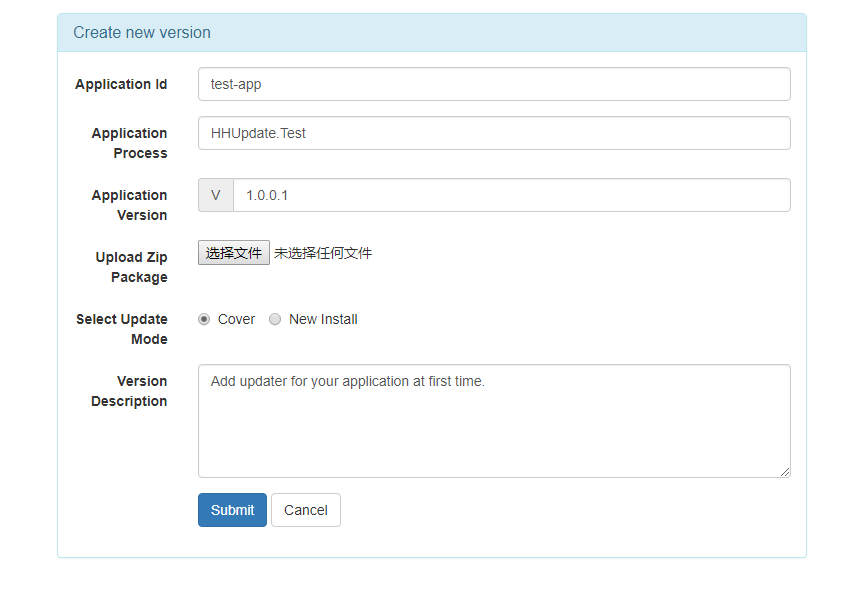 Create new version
Application Id
test-app
Application
Process
HHUpdate.Test
Application
Version
V
1.0.0.1
Upload Zip
Package
选择文件 未选择任何文件
Select Update
Mode
Cover
New Install
Version
Description
Add updater for your application at first time.
Submit
Cancel